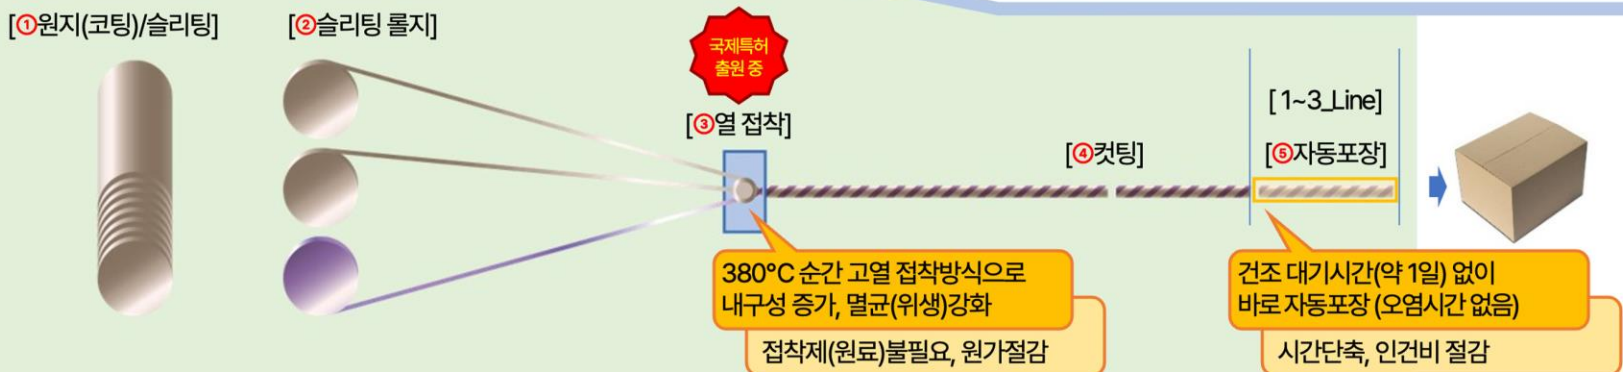 [①원지(코팅)/슬리팅]
[②슬리팅 롤지]
국제특허
출원 중
[③열 접착]
[④컷팅]
[ 1~3_Line]
[⑤자동포장]
380°C 순간 고열 접착방식으로
내구성 증가, 멸균(위생)강화
접착제(원료)불필요, 원가절감
건조 대기시간(약 1일) 없이
바로 자동포장 (오염시간 없음)
시간단축, 인건비 절감